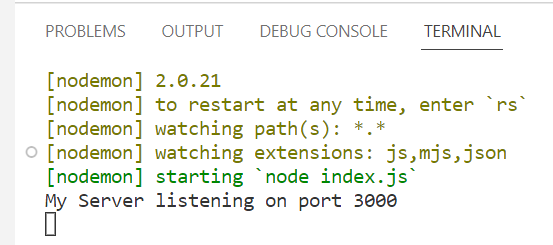 PROBLEMS OUTPUT DEBUG CONSOLE TERMINAL
[nodemon] 2.0.21
[nodemon] to restart at any time, enter `rs`
[nodemon] watching path(s): *.*
[nodemon] watching extensions: js,mjs,json
[nodemon] starting `node index.js`
My Server listening on port 3000